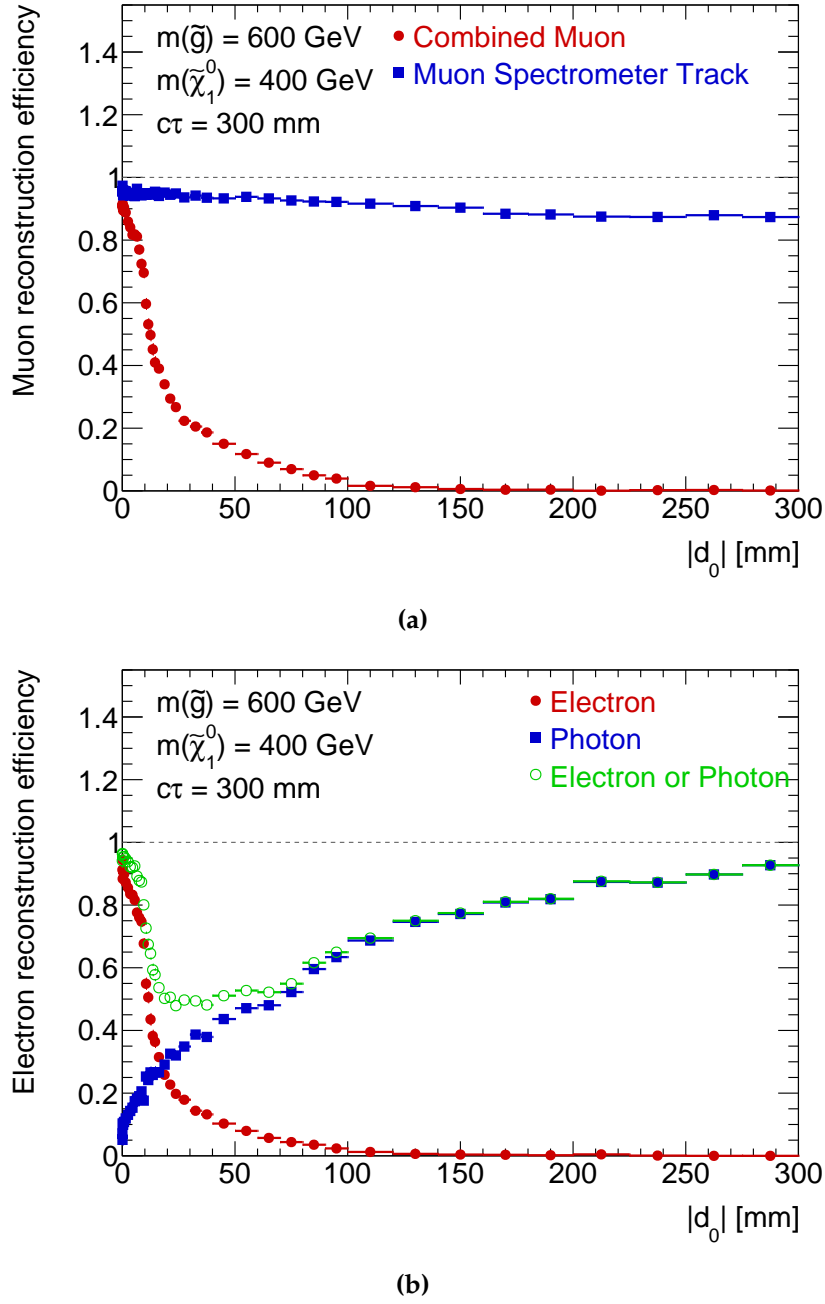 Muon reconstruction efficiency
m(g̃) = 600 GeV
m(χ̃₁⁰) = 400 GeV
cτ = 300 mm
Combined Muon
Muon Spectrometer Track
1.4
1.2
1
0.8
0.6
0.4
0.2
0
0 50 100 150 200 250 300
|d₀| [mm]
(a)
Electron reconstruction efficiency
m(g̃) = 600 GeV
m(χ̃₁⁰) = 400 GeV
cτ = 300 mm
Electron
Photon
Electron or Photon
1.4
1.2
1
0.8
0.6
0.4
0.2
0
0 50 100 150 200 250 300
|d₀| [mm]
(b)